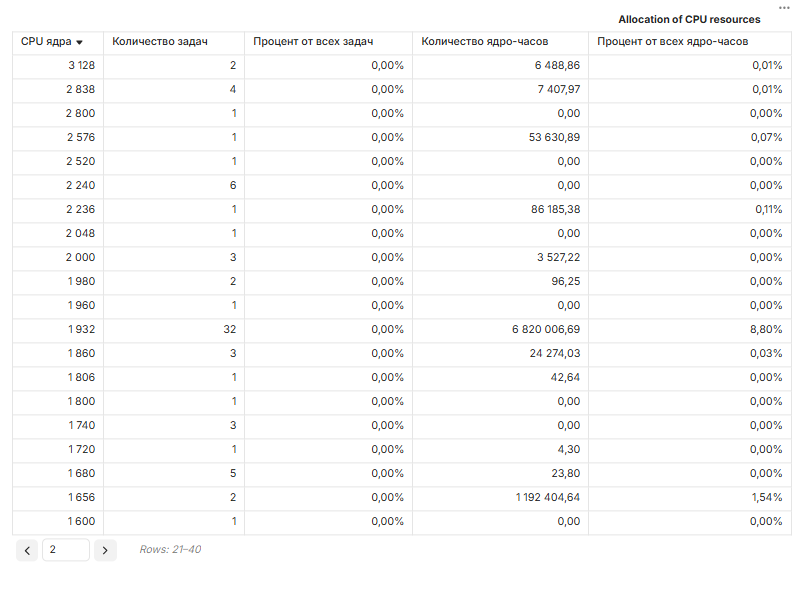 Allocation of CPU resources
CPU ядра Количество задач Процент от всех задач Количество ядро-часов Процент от всех ядро-часов
3 128 2 0,00% 6 488,86 0,01%
2 838 4 0,00% 7 407,97 0,01%
2 800 1 0,00% 0,00 0,00%
2 576 1 0,00% 53 630,89 0,07%
2 520 1 0,00% 0,00 0,00%
2 240 6 0,00% 0,00 0,00%
2 236 1 0,00% 86 185,38 0,11%
2 048 1 0,00% 0,00 0,00%
2 000 3 0,00% 3 527,22 0,00%
1 980 2 0,00% 96,25 0,00%
1 960 1 0,00% 0,00 0,00%
1 932 32 0,00% 6 820 006,69 8,80%
1 860 3 0,00% 24 274,03 0,03%
1 806 1 0,00% 42,64 0,00%
1 800 1 0,00% 0,00 0,00%
1 740 3 0,00% 0,00 0,00%
1 720 1 0,00% 4,30 0,00%
1 680 5 0,00% 23,80 0,00%
1 656 2 0,00% 1 192 404,64 1,54%
1 600 1 0,00% 0,00 0,00%
2 Rows: 21–40